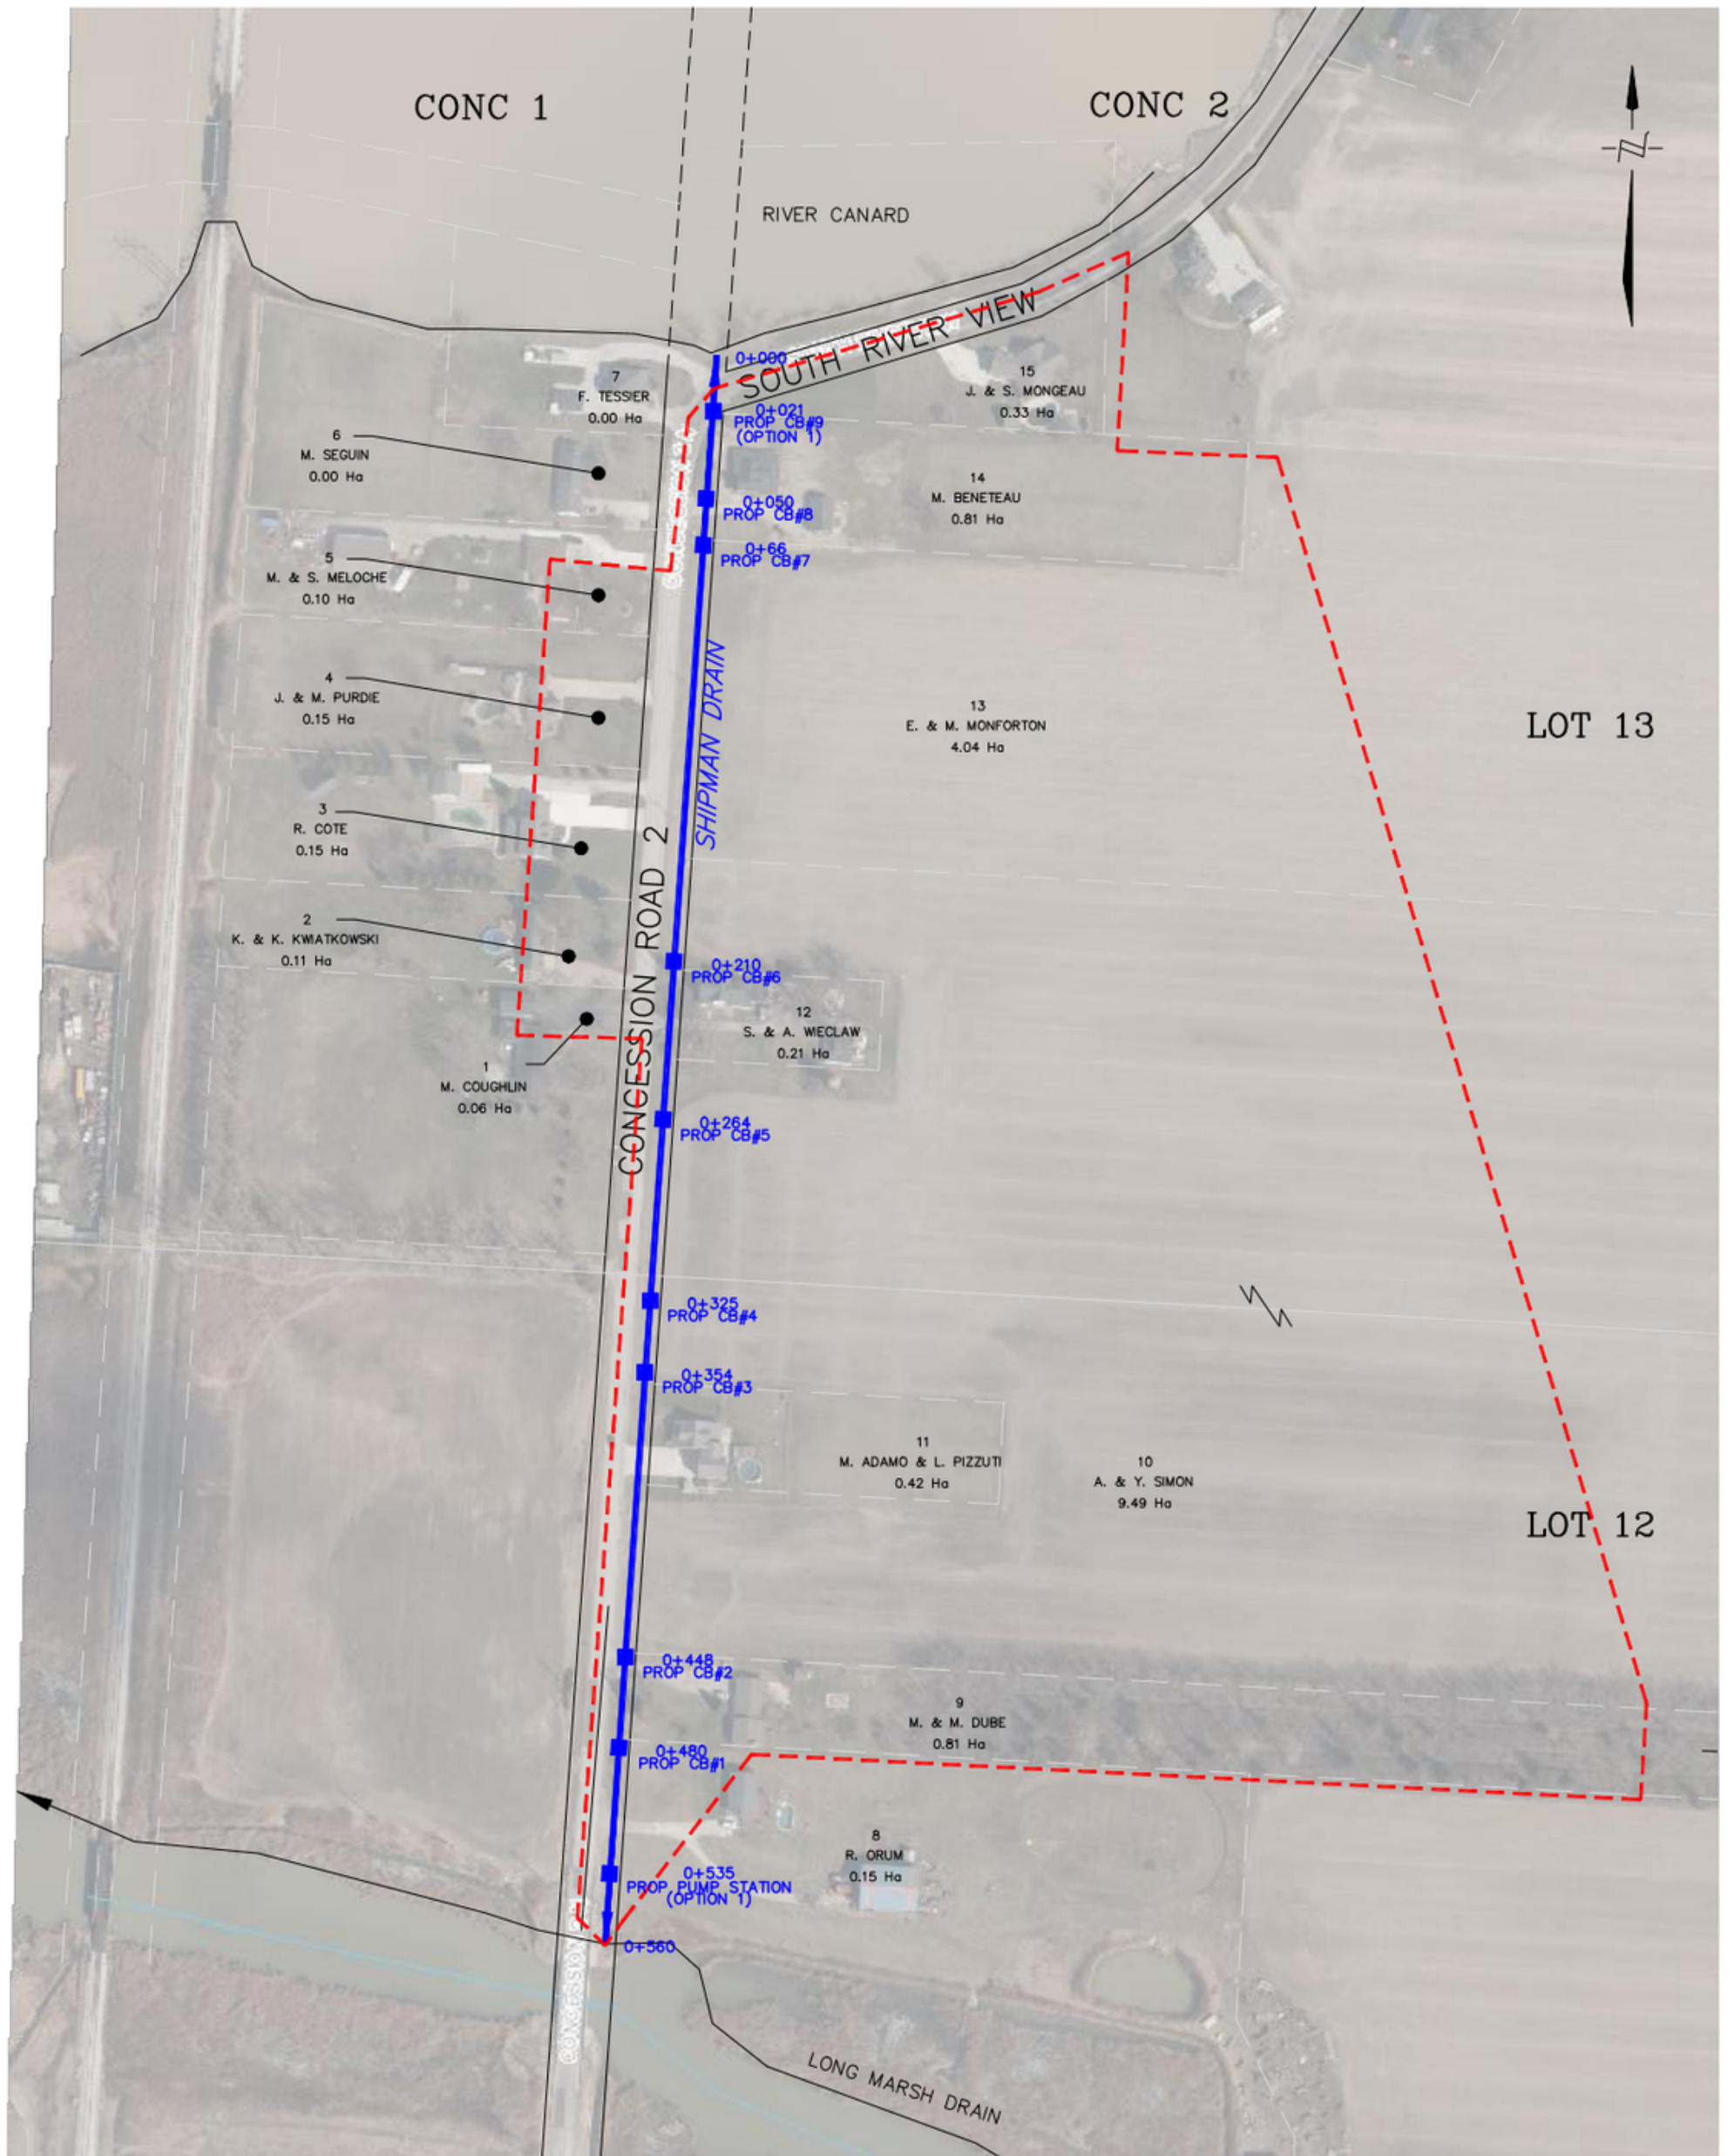 CONC 1
CONC 2
RIVER CANARD
SOUTH RIVER VIEW
0+000
0+021
PROP CB#9
(OPTION 1)
7
F. TESSIER
0.00 Ha
15
J. & S. MONGEAU
0.33 Ha
6
M. SEGUIN
0.00 Ha
14
M. BENETEAU
0.81 Ha
0+050
PROP CB#8
0+66
PROP CB#7
5
M. & S. MELOCHE
0.10 Ha
4
J. & M. PURDIE
0.15 Ha
SHIPMAN DRAIN
13
E. & M. MONFORTON
4.04 Ha
LOT 13
3
R. COTE
0.15 Ha
CONCESSION ROAD 2
2
K. & K. KWIATKOWSKI
0.11 Ha
0+210
PROP CB#6
12
S. & A. WIECLAW
0.21 Ha
1
M. COUGHLIN
0.06 Ha
0+264
PROP CB#5
0+325
PROP CB#4
0+354
PROP CB#3
11
M. ADAMO & L. PIZZUTI
0.42 Ha
10
A. & Y. SIMON
9.49 Ha
LOT 12
0+448
PROP CB#2
9
M. & M. DUBE
0.81 Ha
0+480
PROP CB#1
8
R. ORUM
0.15 Ha
0+535
PROP PUMP STATION
(OPTION 1)
0+560
LONG MARSH DRAIN